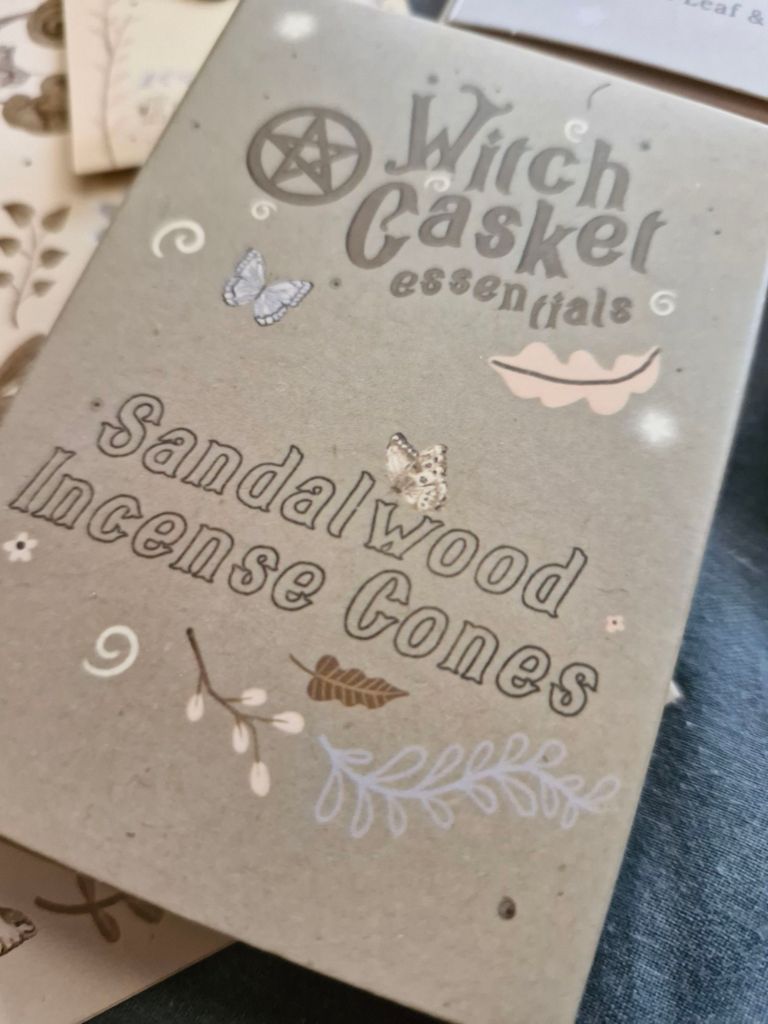 Leaf &
Witch
Casket
essentials
Sandalwood
Incense Cones